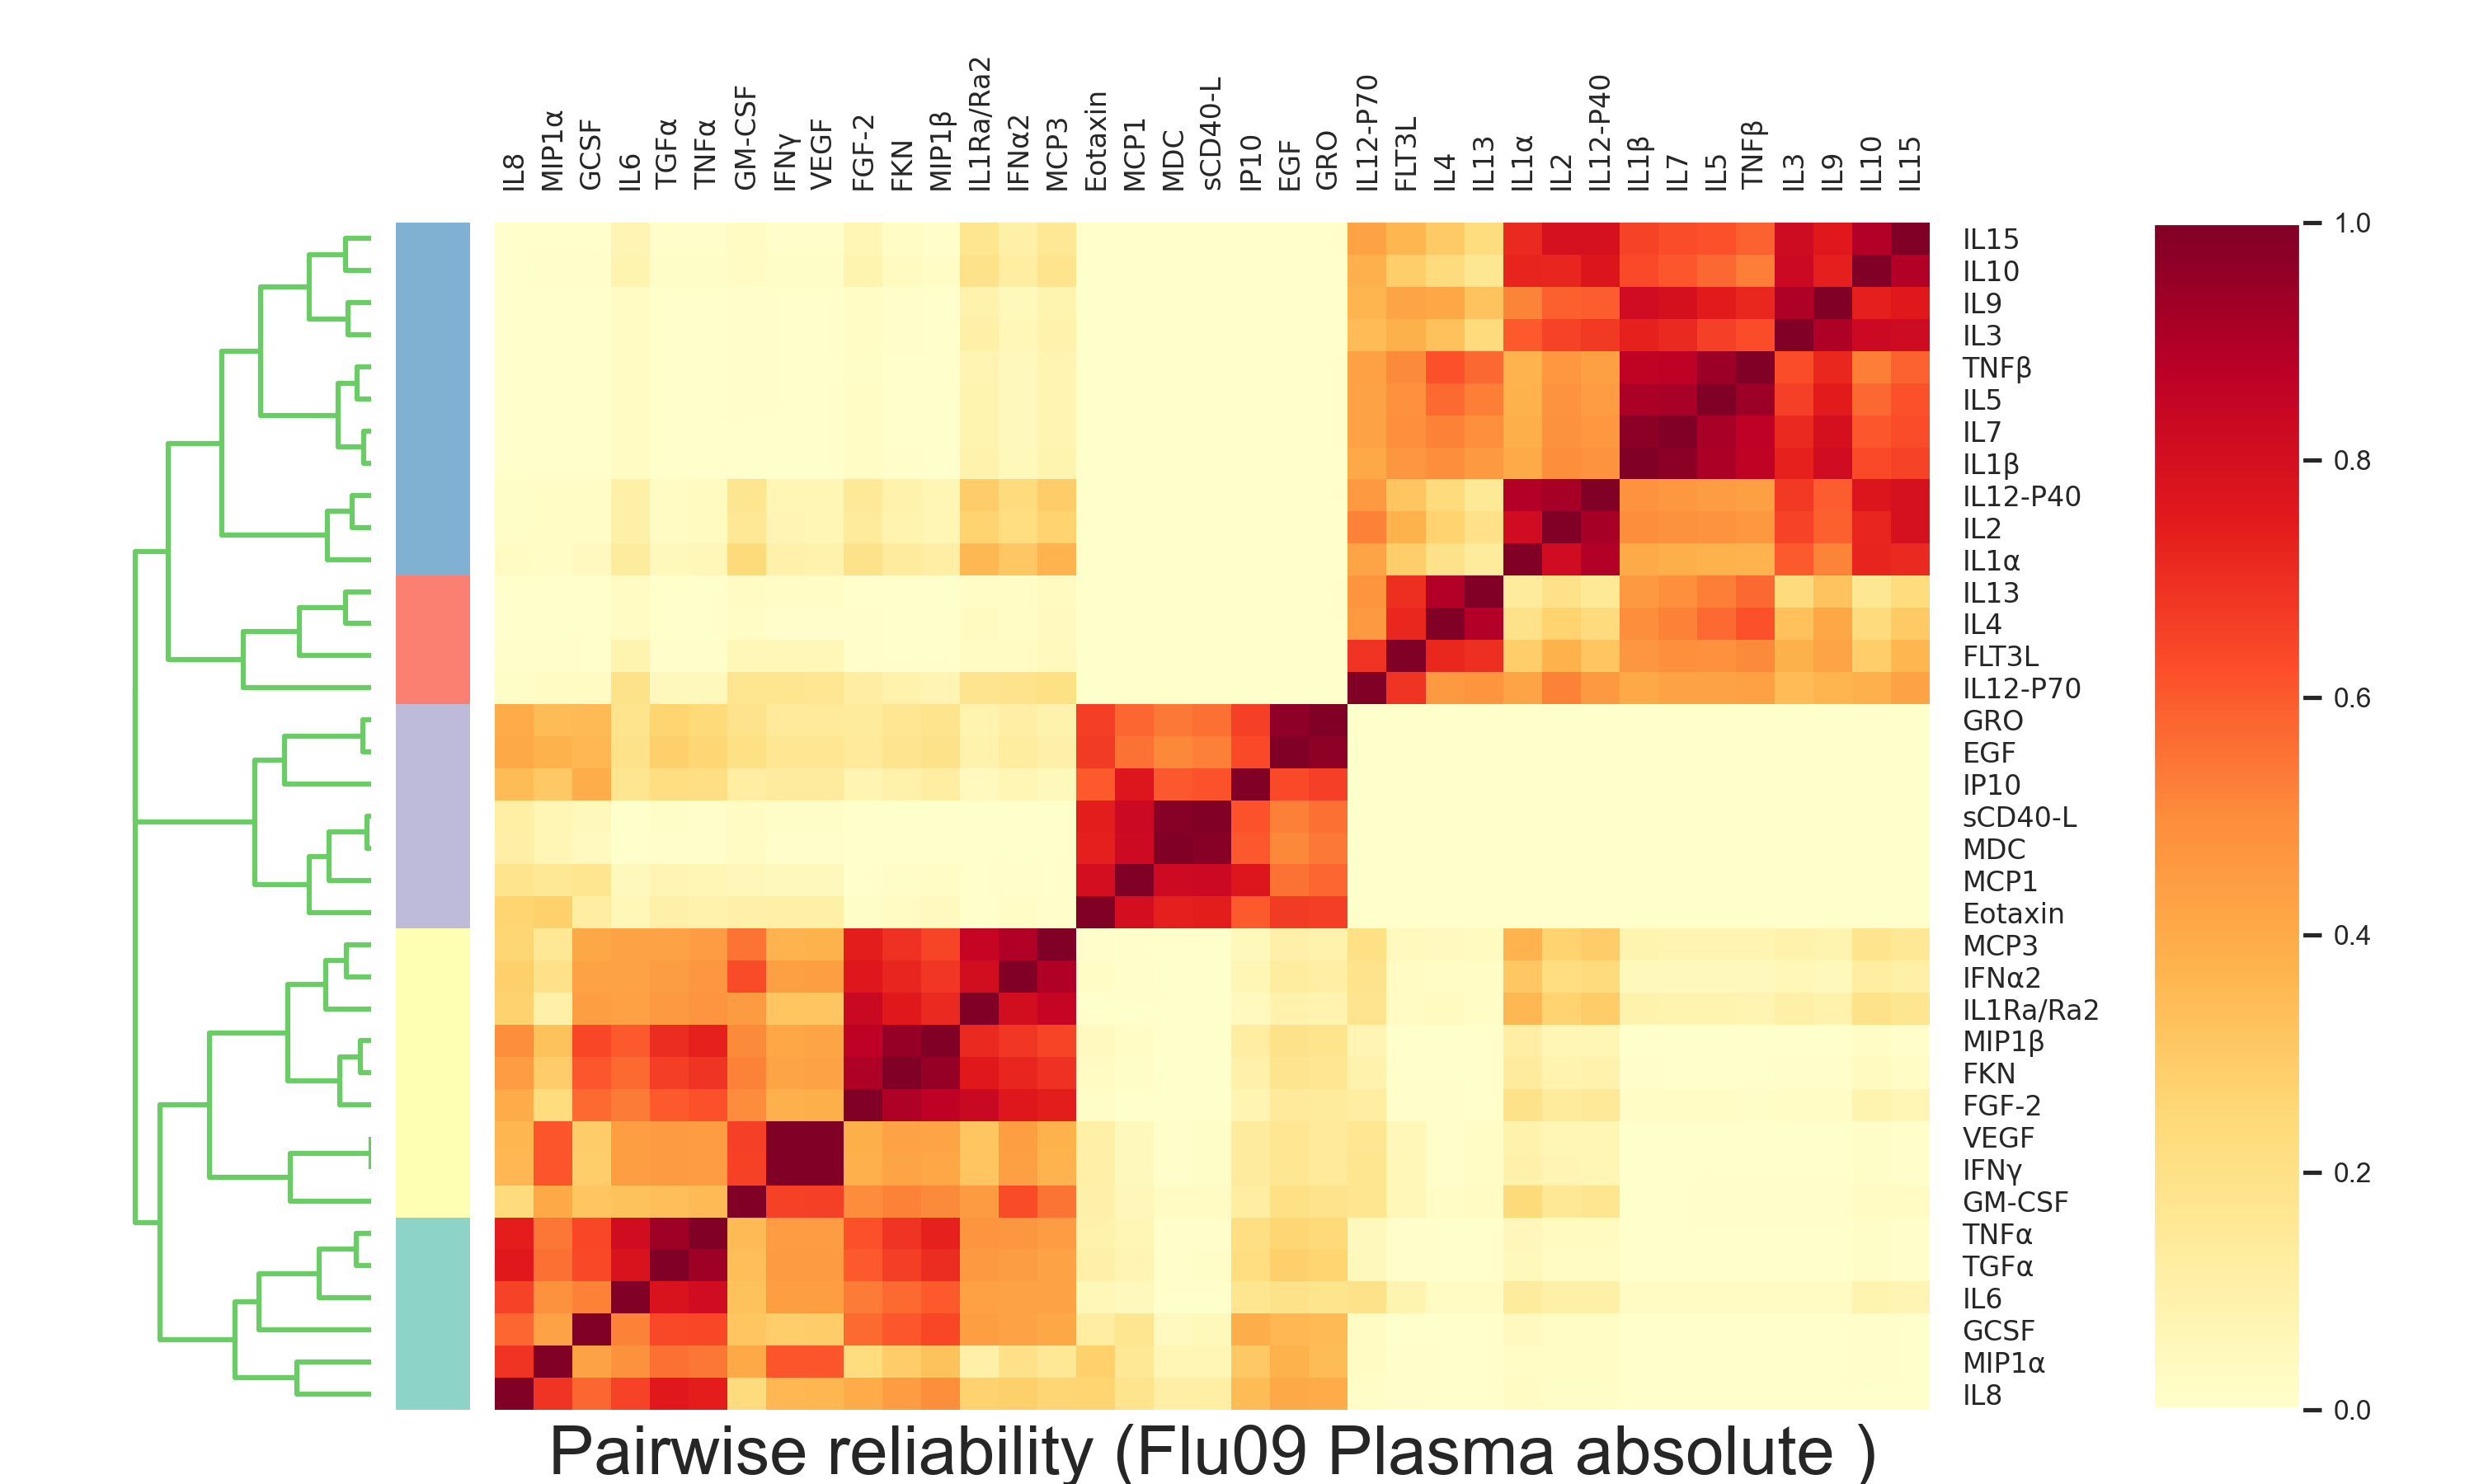 IL8 MIP1α GCSF IL6 TGFα TNFα GM-CSF IFNγ VEGF FGF-2 FKN MIP1β IL1Ra/Ra2 IFNα2 MCP3 Eotaxin MCP1 MDC sCD40-L IP10 EGF GRO IL12-P70 FLT3L IL4 IL13 IL1α IL2 IL12-P40 IL1β IL7 IL5 TNFβ IL3 IL9 IL10 IL15
IL15
IL10
IL9
IL3
TNFβ
IL5
IL7
IL1β
IL12-P40
IL2
IL1α
IL13
IL4
FLT3L
IL12-P70
GRO
EGF
IP10
sCD40-L
MDC
MCP1
Eotaxin
MCP3
IFNα2
IL1Ra/Ra2
MIP1β
FKN
FGF-2
VEGF
IFNγ
GM-CSF
TNFα
TGFα
IL6
GCSF
MIP1α
IL8
1.0
0.8
0.6
0.4
0.2
0.0
Pairwise reliability (Flu09 Plasma absolute )